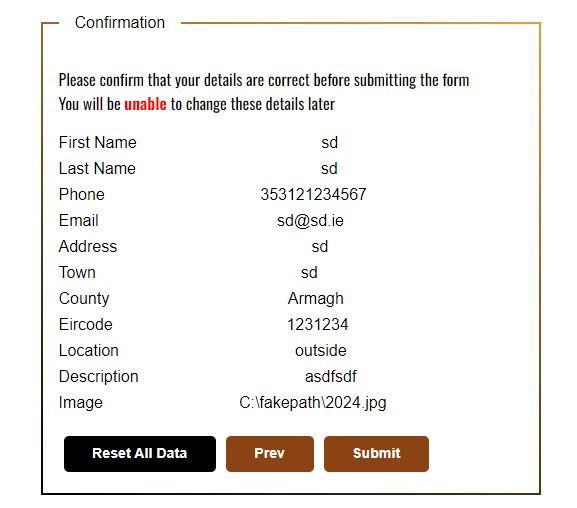 Confirmation
Please confirm that your details are correct before submitting the form
You will be unable to change these details later
First Name sd
Last Name sd
Phone 353121234567
Email sd@sd.ie
Address sd
Town sd
County Armagh
Eircode 1231234
Location outside
Description asdfsdf
Image C:\fakepath\2024.jpg
Reset All Data Prev Submit